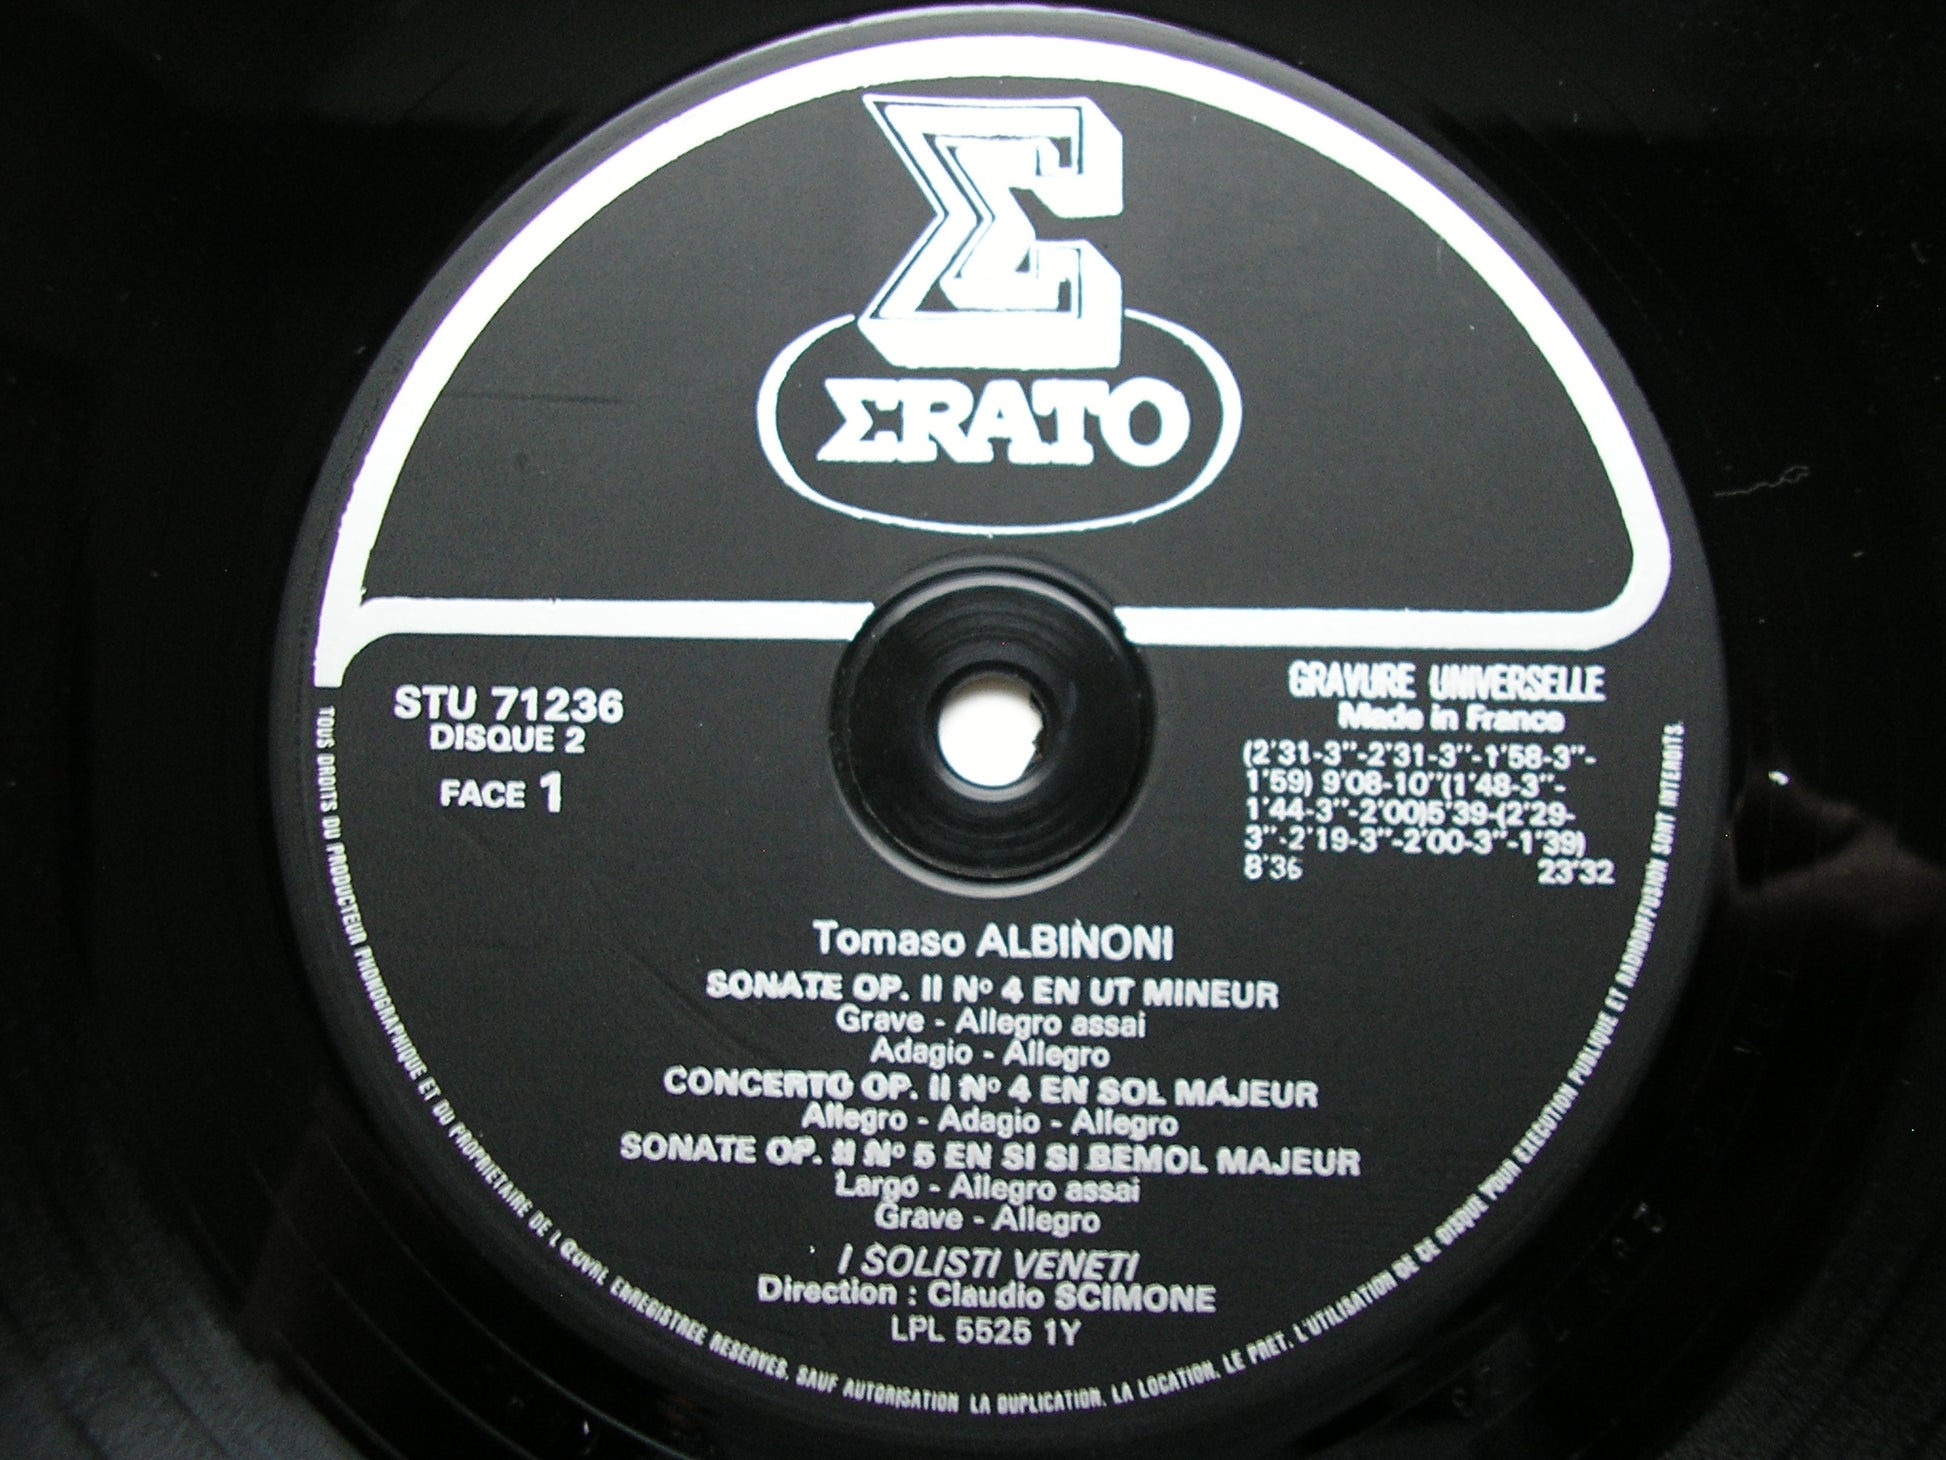 Σ
ΣRATO
STU 71236
DISQUE 2
FACE 1
GRAVURE UNIVERSELLE
Made in France
(2'31-3''-2'31-3''-1'58-3''-
1'59) 9'08-10''(1'48-3''-
1'44-3''-2'00)5'39-(2'29-
3''-2'19-3''-2'00-3''-1'39)
8'36 23'32
Tomaso ALBINONI
SONATE OP. II Nº 4 EN UT MINEUR
Grave - Allegro assai
Adagio - Allegro
CONCERTO OP. II Nº 4 EN SOL MAJEUR
Allegro - Adagio - Allegro
SONATE OP. II Nº 5 EN SI SI BEMOL MAJEUR
Largo - Allegro assai
Grave - Allegro
I SOLISTI VENETI
Direction : Claudio SCIMONE
LPL 5525 1Y
TOUS DROITS DU PRODUCTEUR PHONOGRAPHIQUE ET DU PROPRIETAIRE DE L'ŒUVRE ENREGISTREE RESERVES. SAUF AUTORISATION LA DUPLICATION, LA LOCATION, LE PRET, L'UTILISATION DE CE DISQUE POUR EXECUTION PUBLIQUE ET RADIODIFFUSION SONT INTERDITS.